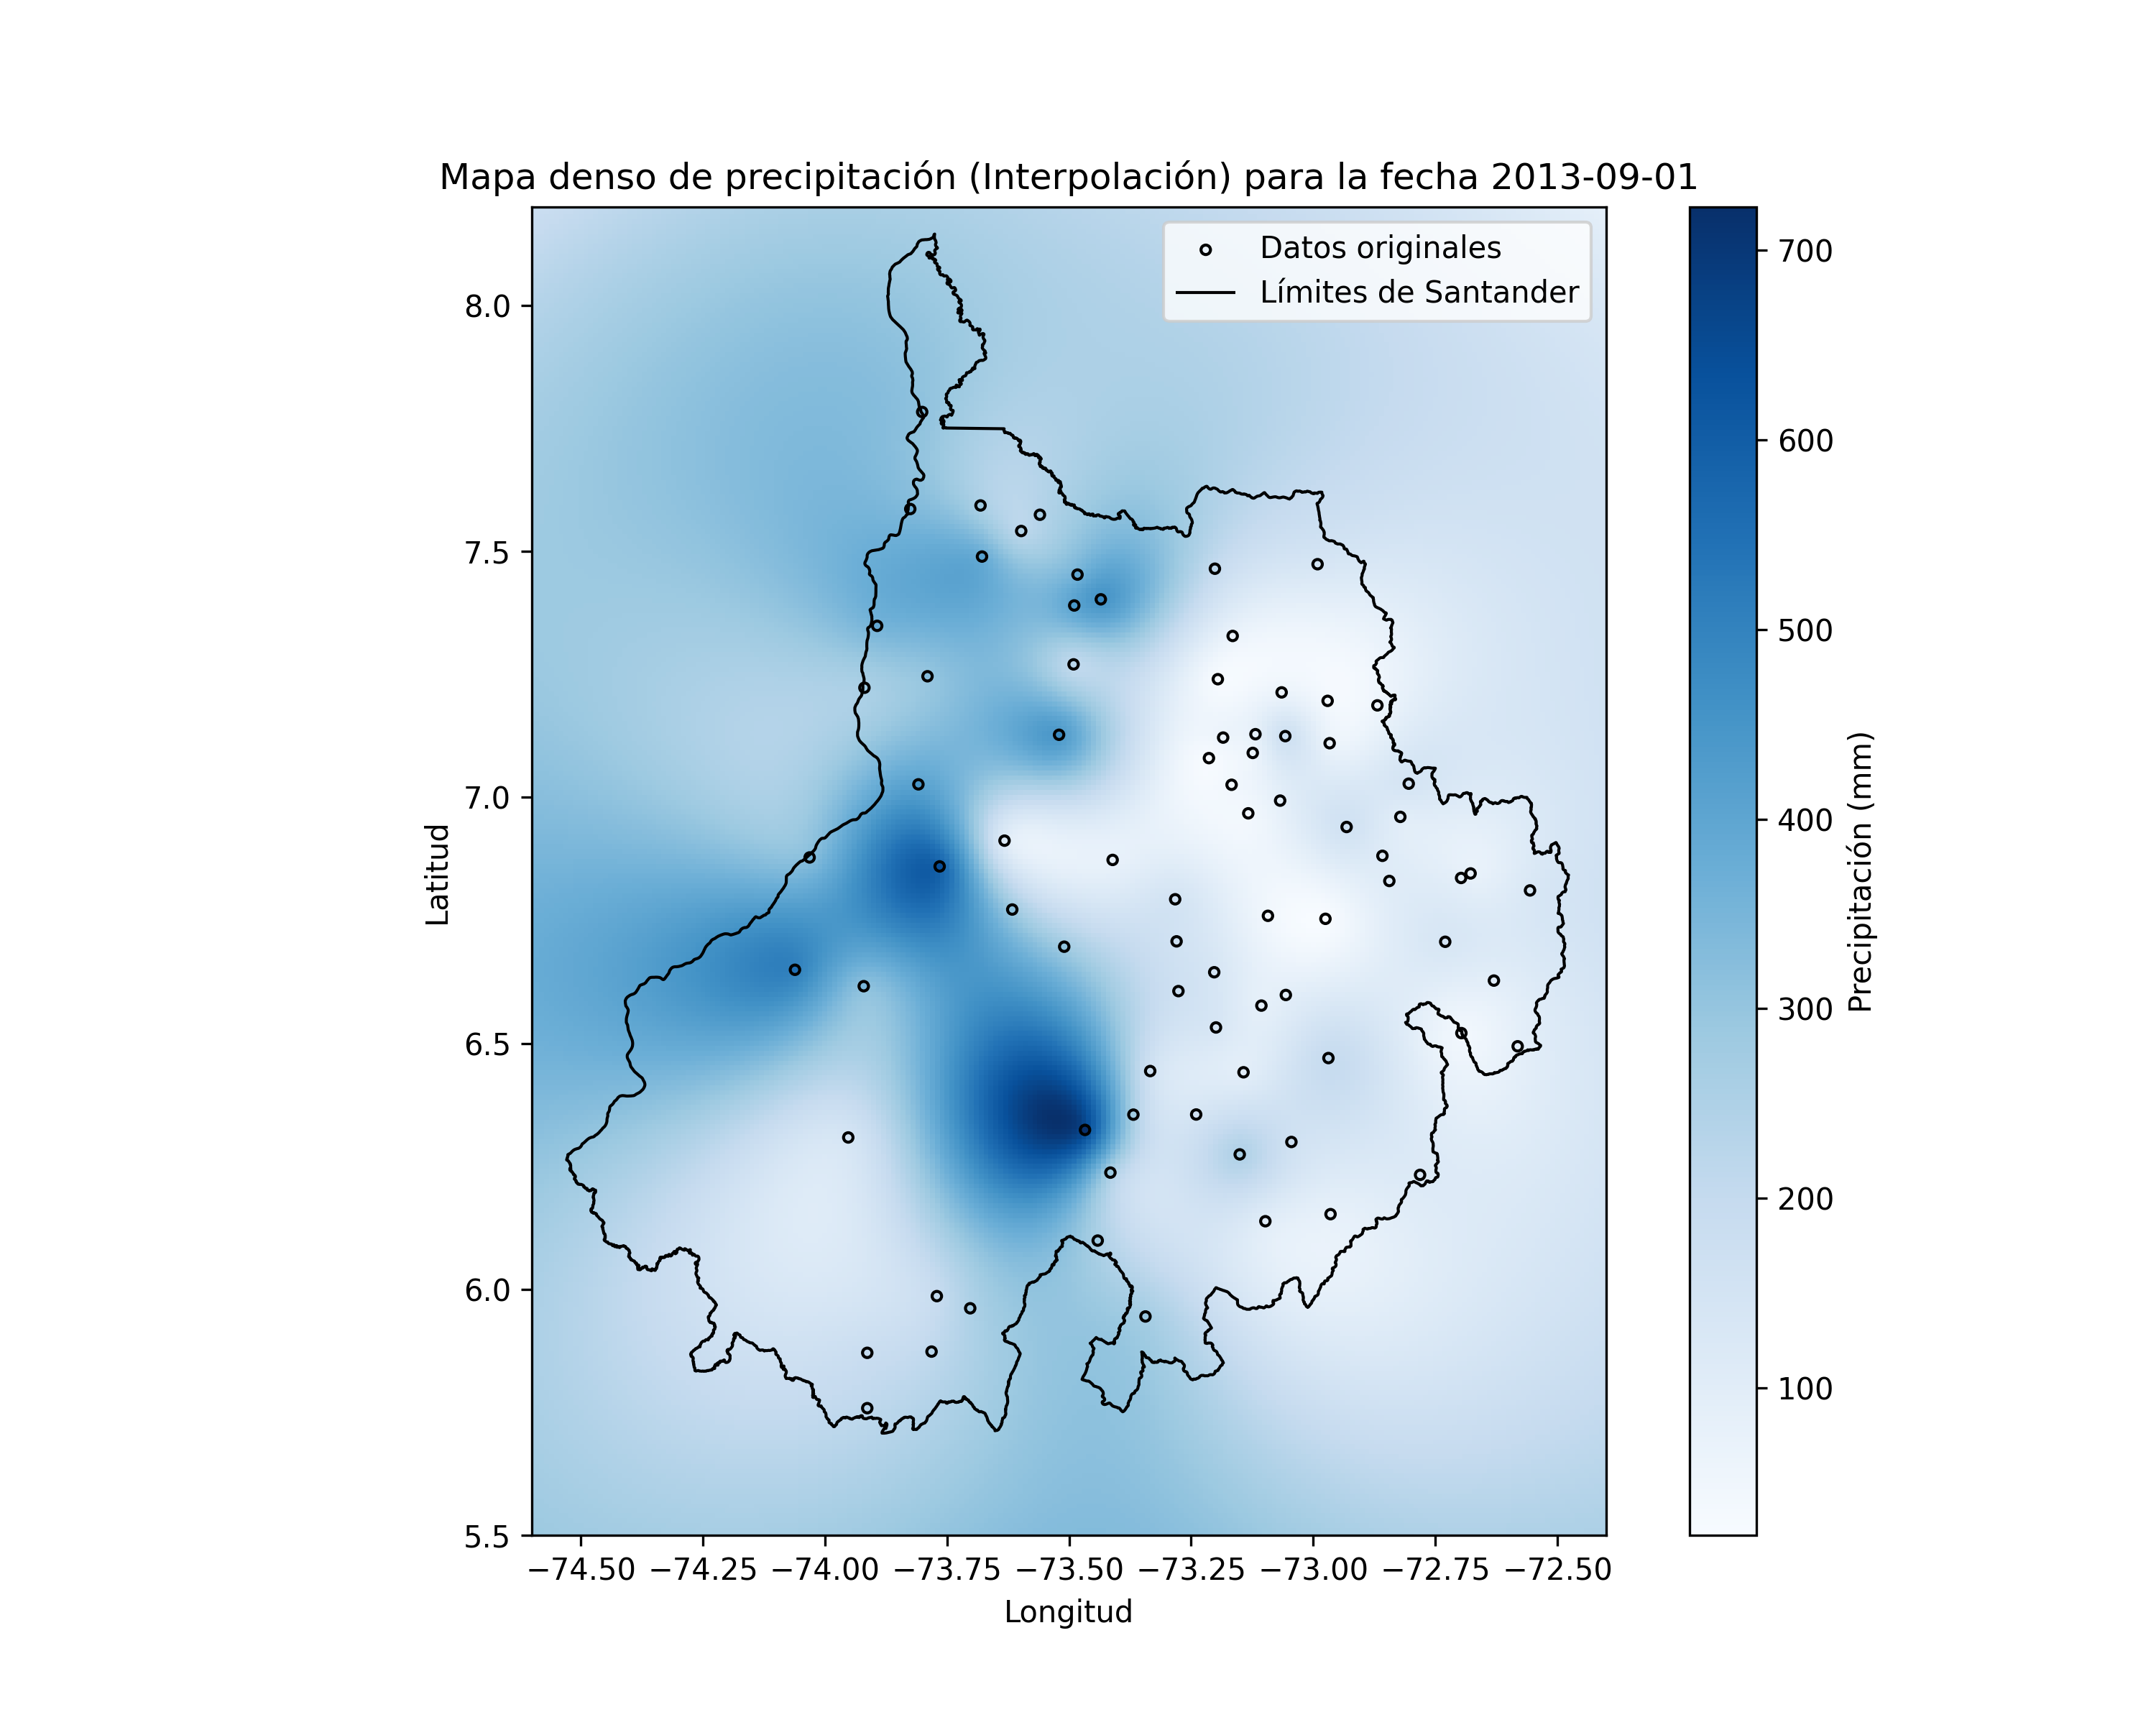 Mapa denso de precipitación (Interpolación) para la fecha 2013-09-01
Datos originales
Límites de Santander
8.0
7.5
7.0
6.5
6.0
5.5
Latitud
−74.50 −74.25 −74.00 −73.75 −73.50 −73.25 −73.00 −72.75 −72.50
Longitud
700
600
500
400
300
200
100
Precipitación (mm)